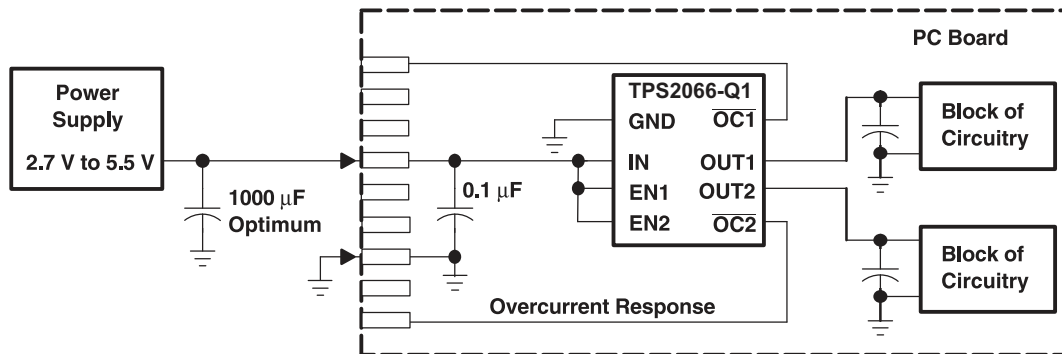 PC Board
Power
Supply
2.7 V to 5.5 V
1000 μF
Optimum
0.1 μF
TPS2066-Q1
GND
OC1
IN
OUT1
EN1
OUT2
EN2
OC2
Block of
Circuitry
Block of
Circuitry
Overcurrent Response